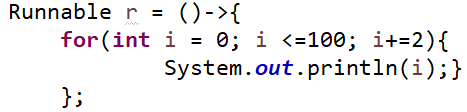 Runnable r = ()->{
    for(int i = 0; i <=100; i+=2){
            System.out.println(i);}
    };